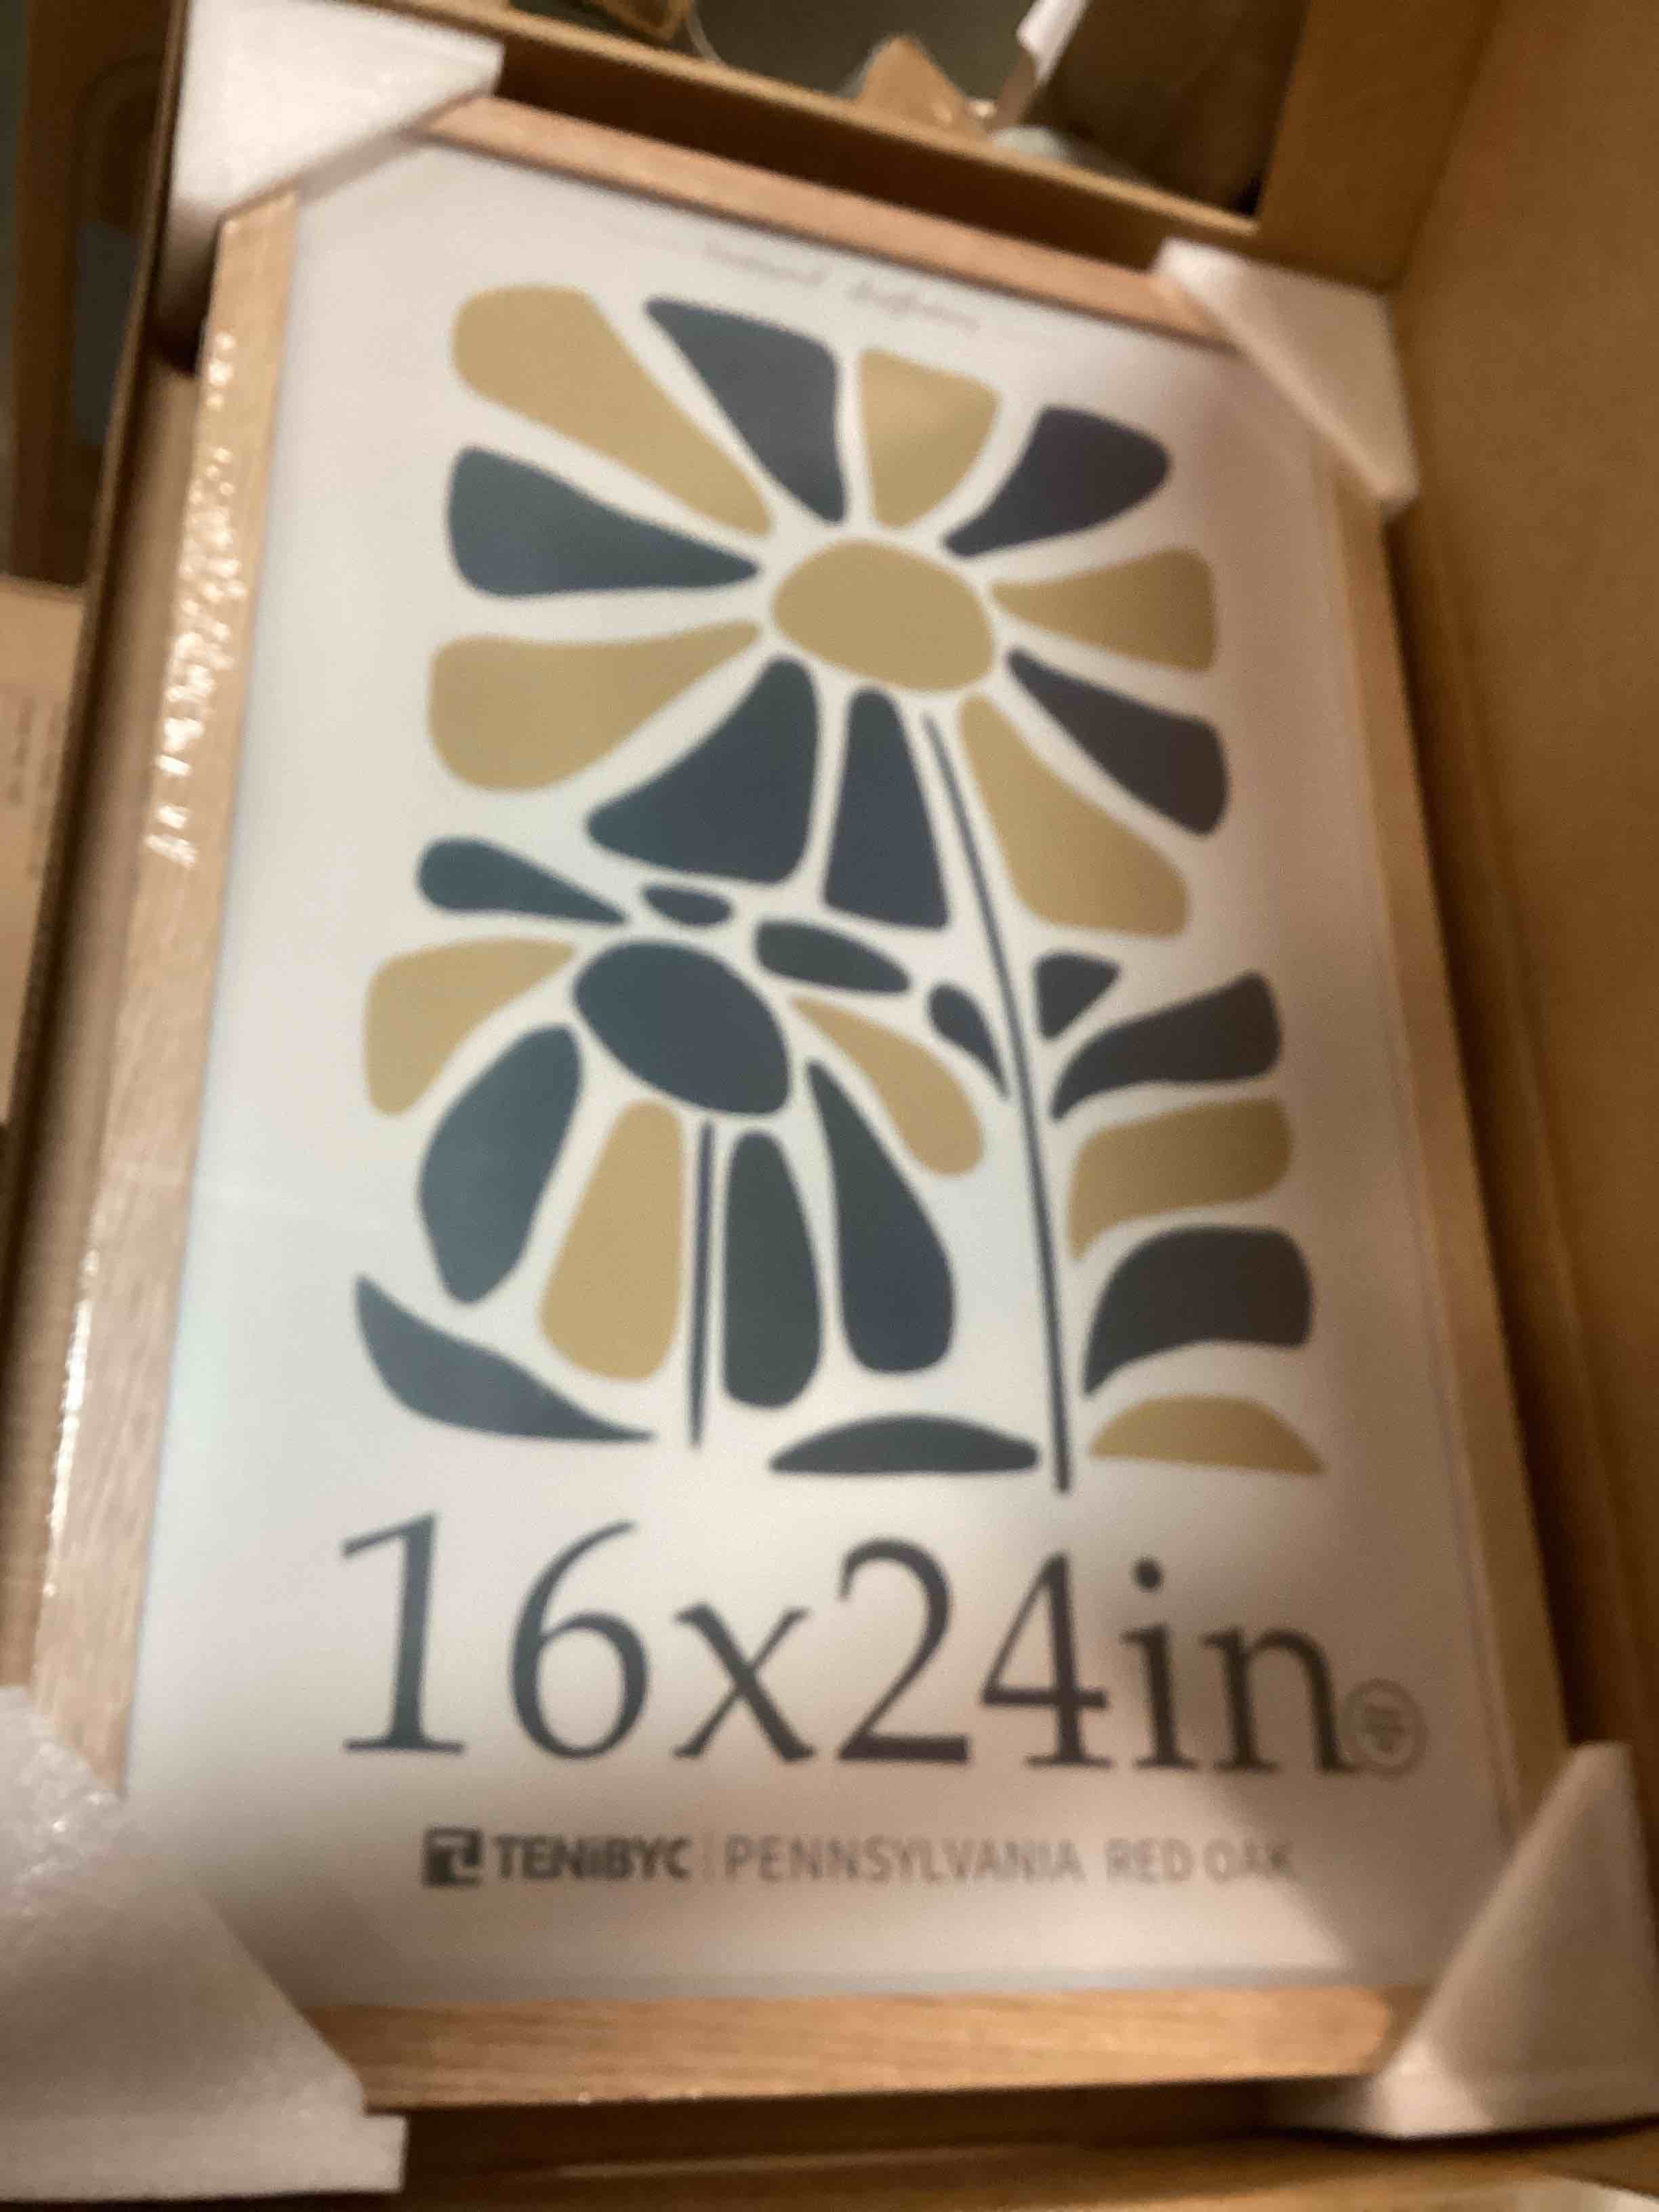 16x24in
TENiBYC | PENNSYLVANIA RED OAK